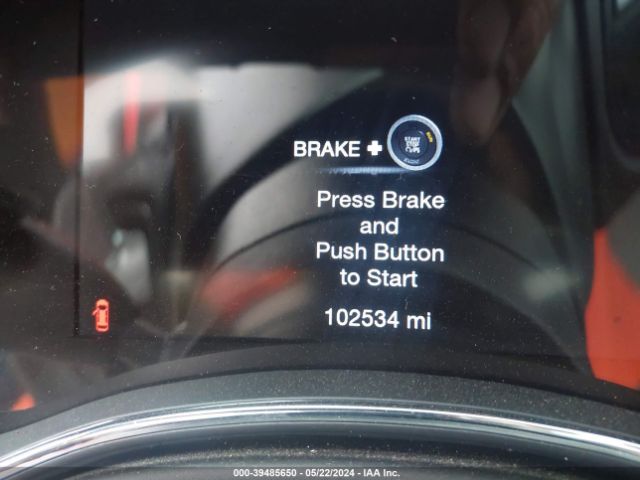 BRAKE +
START
STOP
Press Brake
and
Push Button
to Start
102534 mi
000-39485650 - 05/22/2024 - IAA Inc.